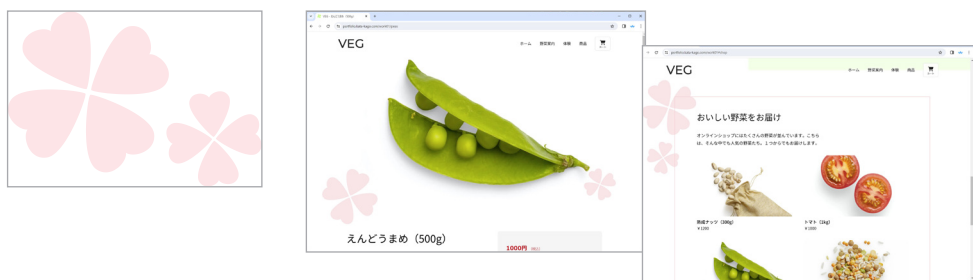 VEG
ホーム 野菜案内 体験 商品
えんどうまめ（500g）
1000円
VEG
ホーム 野菜案内 体験 商品
おいしい野菜をお届け
オンラインショップにはたくさんの野菜が並んでいます。こちら
は、そんな中でも人気の野菜たち。１つからでもお届けします。
熟成ナッツ（200g） トマト（1kg）